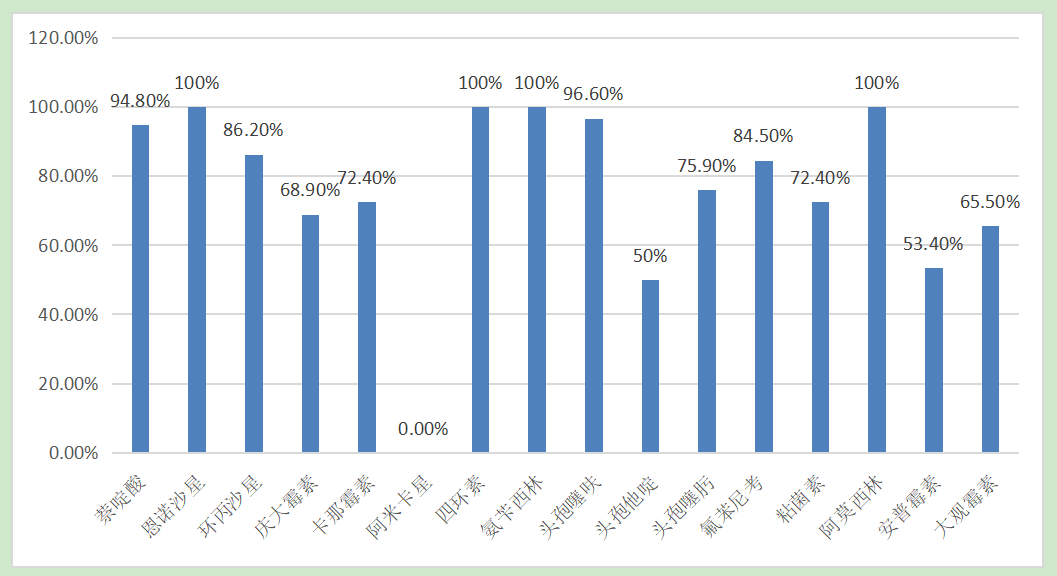 120.00%
100.00%
80.00%
60.00%
40.00%
20.00%
0.00%
94.80%
100%
86.20%
68.90%
72.40%
0.00%
100%
100%
96.60%
50%
75.90%
84.50%
72.40%
100%
53.40%
65.50%
萘啶酸
恩诺沙星
环丙沙星
庆大霉素
卡那霉素
阿米卡星
四环素
氨苄西林
头孢噻呋
头孢他啶
头孢噻肟
氟苯尼考
粘菌素
阿莫西林
安普霉素
大观霉素